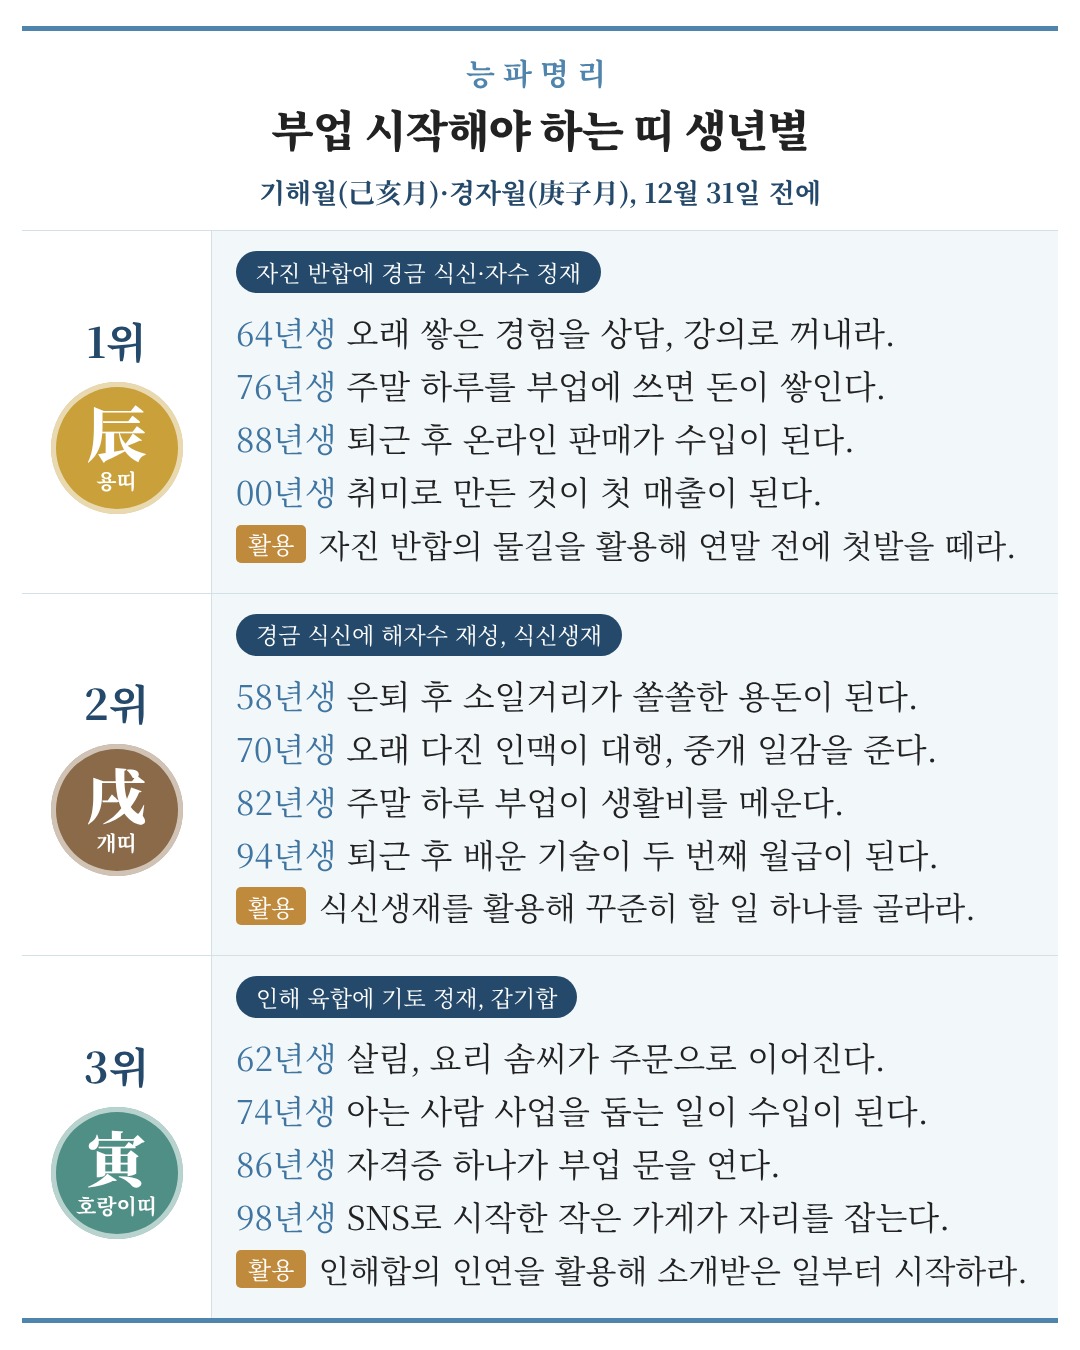 능파명리
부업 시작해야 하는 띠 생년별
기해월(己亥月)·경자월(庚子月), 12월 31일 전에
1위
辰
용띠
자진 반합에 경금 식신·자수 정재
64년생 오래 쌓은 경험을 상담, 강의로 꺼내라.
76년생 주말 하루를 부업에 쓰면 돈이 쌓인다.
88년생 퇴근 후 온라인 판매가 수입이 된다.
00년생 취미로 만든 것이 첫 매출이 된다.
활용 자진 반합의 물길을 활용해 연말 전에 첫발을 떼라.
2위
戌
개띠
경금 식신에 해자수 재성, 식신생재
58년생 은퇴 후 소일거리가 쏠쏠한 용돈이 된다.
70년생 오래 다진 인맥이 대행, 중개 일감을 준다.
82년생 주말 하루 부업이 생활비를 메운다.
94년생 퇴근 후 배운 기술이 두 번째 월급이 된다.
활용 식신생재를 활용해 꾸준히 할 일 하나를 골라라.
3위
寅
호랑이띠
인해 육합에 기토 정재, 갑기합
62년생 살림, 요리 솜씨가 주문으로 이어진다.
74년생 아는 사람 사업을 돕는 일이 수입이 된다.
86년생 자격증 하나가 부업 문을 연다.
98년생 SNS로 시작한 작은 가게가 자리를 잡는다.
활용 인해합의 인연을 활용해 소개받은 일부터 시작하라.